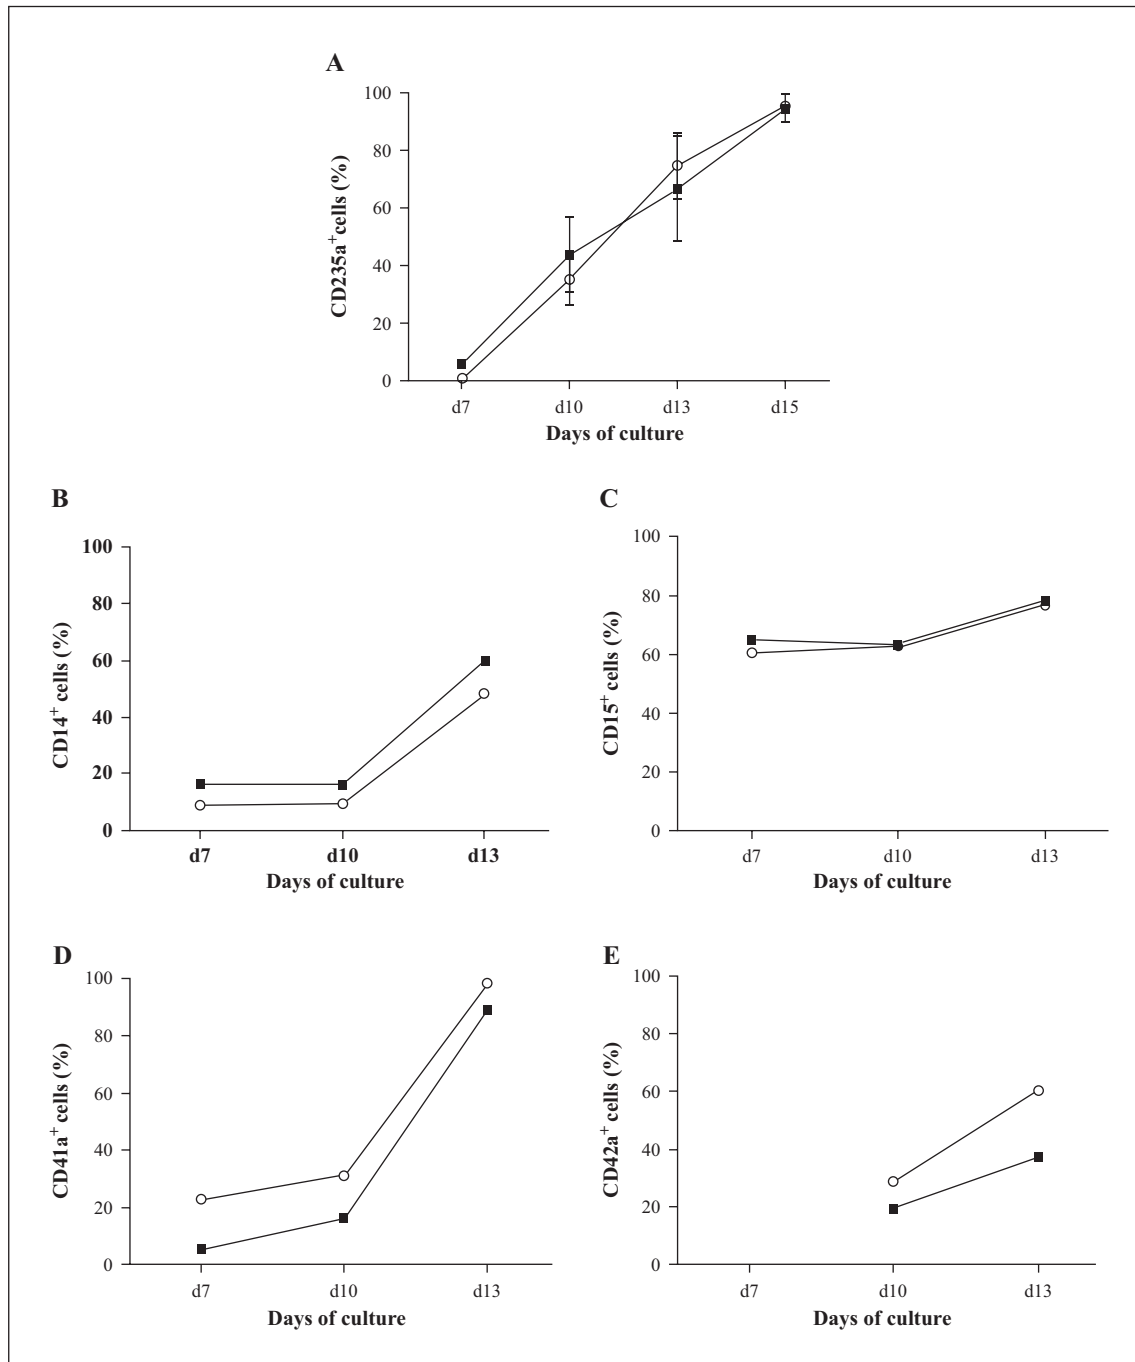 A
100
80
60
40
20
0
CD235a+cells (%)
d7 d10 d13 d15
Days of culture
B
100
80
60
40
20
0
CD14+ cells (%)
d7 d10 d13
Days of culture
C
100
80
60
40
20
0
CD15+ cells (%)
d7 d10 d13
Days of culture
D
100
80
60
40
20
0
CD41a+ cells (%)
d7 d10 d13
Days of culture
E
100
80
60
40
20
0
CD42a+ cells (%)
d7 d10 d13
Days of culture